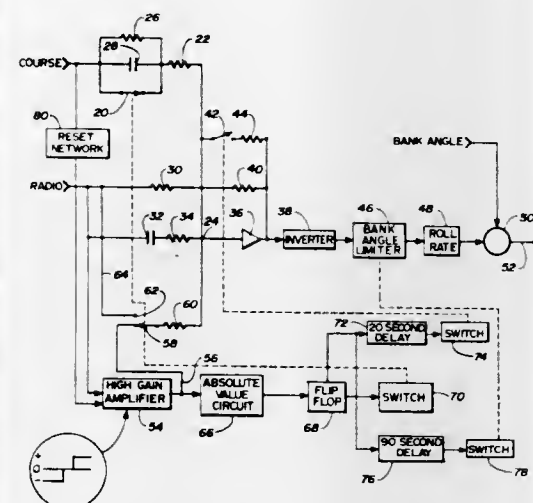 26
28
22
COURSE
20
80
RESET
NETWORK
42
44
BANK ANGLE
RADIO
30
40
46
48
50
32
34
24
36
38
INVERTER
BANK
ANGLE
LIMITER
ROLL
RATE
52
64
62
60
58
56
72
20 SECOND
DELAY
SWITCH
74
HIGH GAIN
AMPLIFIER
54
ABSOLUTE
VALUE
CIRCUIT
66
FLIP
FLOP
68
SWITCH
70
90 SECOND
DELAY
76
SWITCH
78
+
0
−